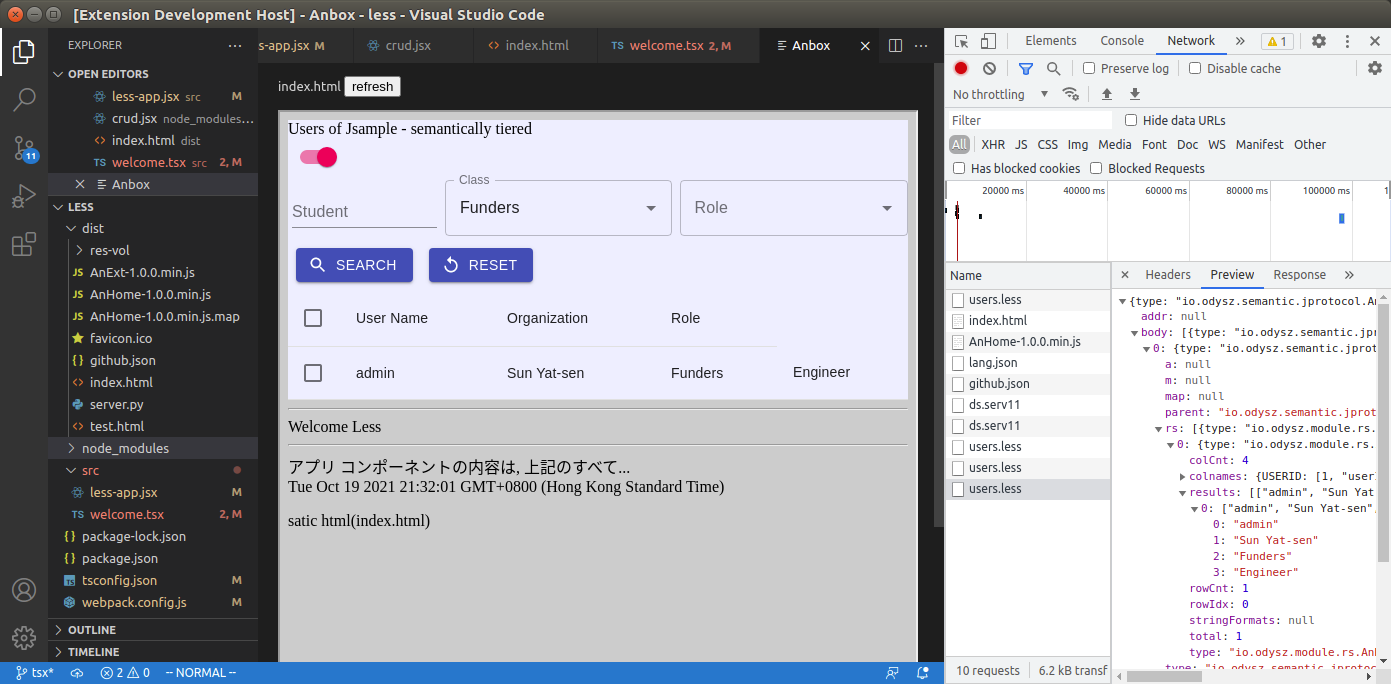 [Extension Development Host] - Anbox - less - Visual Studio Code
EXPLORER
OPEN EDITORS
less-app.jsx src M
crud.jsx node_modules...
index.html dist
welcome.tsx src 2, M
Anbox
LESS
dist
res-vol
AnExt-1.0.0.min.js
AnHome-1.0.0.min.js
AnHome-1.0.0.min.js.map
favicon.ico
github.json
index.html
server.py
test.html
node_modules
src
less-app.jsx M
welcome.tsx 2, M
package-lock.json
package.json
tsconfig.json M
webpack.config.js M
OUTLINE
TIMELINE
11
s-app.jsx M
crud.jsx
index.html
welcome.tsx 2, M
Anbox
index.html refresh
Users of Jsample - semantically tiered
Student
Class
Funders
Role
SEARCH
RESET
User Name Organization Role
admin Sun Yat-sen Funders Engineer
Welcome Less
アプリ コンポーネントの内容は, 上記のすべて...
Tue Oct 19 2021 21:32:01 GMT+0800 (Hong Kong Standard Time)
satic html(index.html)
Elements Console Network 1
Preserve log Disable cache
No throttling
Filter Hide data URLs
All XHR JS CSS Img Media Font Doc WS Manifest Other
Has blocked cookies Blocked Requests
20000 ms 40000 ms 60000 ms 80000 ms 100000 ms 1
Name
users.less
index.html
AnHome-1.0.0.min.js
lang.json
github.json
ds.serv11
ds.serv11
users.less
users.less
users.less
10 requests 6.2 kB transf
Headers Preview Response
{type: "io.odysz.semantic.jprotocol.An
addr: null
body: [{type: "io.odysz.semantic.jpr
0: {type: "io.odysz.semantic.jprot
a: null
m: null
map: null
parent: "io.odysz.semantic.jprot
rs: [{type: "io.odysz.module.rs.
0: {type: "io.odysz.module.rs.
colCnt: 4
colnames: {USERID: [1, "user
results: [["admin", "Sun Yat
0: ["admin", "Sun Yat-sen",
0: "admin"
1: "Sun Yat-sen"
2: "Funders"
3: "Engineer"
rowCnt: 1
rowIdx: 0
stringFormats: null
total: 1
type: "io.odysz.module.rs.An
type: "io.odysz.semantic.jprotoc
tsx* 2 0 -- NORMAL --